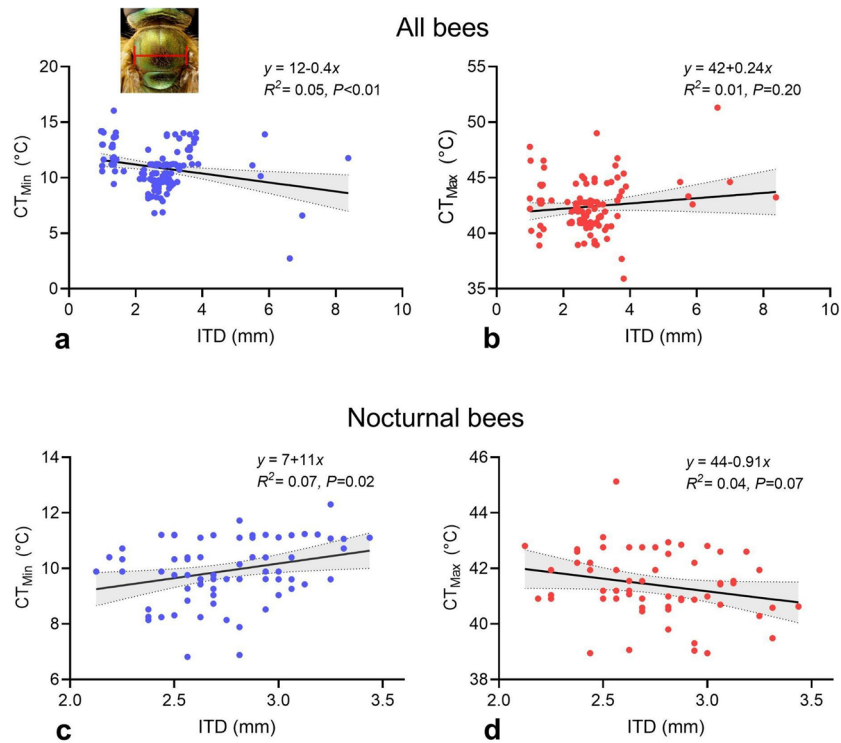 All bees
y = 12-0.4x
R²= 0.05, P<0.01
20
15
10
5
0
CTMin (°C)
0 2 4 6 8 10
ITD (mm)
a
y = 42+0.24x
R²= 0.01, P=0.20
55
50
45
40
35
CTMax (°C)
0 2 4 6 8 10
ITD (mm)
b
Nocturnal bees
y = 7+11x
R²= 0.07, P=0.02
14
12
10
8
6
CTMin (°C)
2.0 2.5 3.0 3.5
ITD (mm)
c
y = 44-0.91x
R²= 0.04, P=0.07
46
44
42
40
38
CTMax (°C)
2.0 2.5 3.0 3.5
ITD (mm)
d